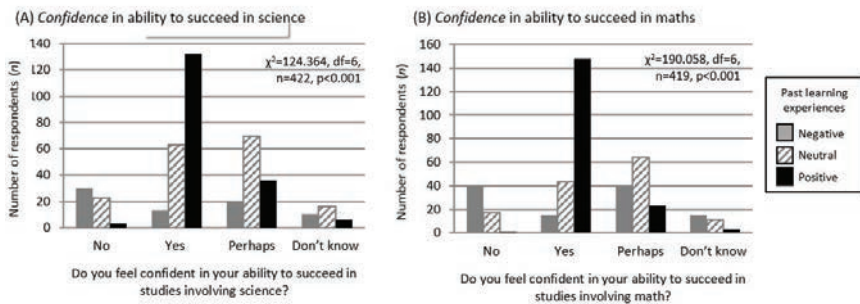 (A) Confidence in ability to succeed in science
140
120
100
80
60
40
20
0
Number of respondents (n)
χ²=124.364, df=6,
n=422, p<0.001
No Yes Perhaps Don't know
Do you feel confident in your ability to succeed in
studies involving science?
(B) Confidence in ability to succeed in maths
160
140
120
100
80
60
40
20
0
Number of respondents (n)
χ²=190.058, df=6,
n=419, p<0.001
No Yes Perhaps Don't know
Do you feel confident in your ability to succeed in
studies involving math?
Past learning
experiences
Negative
Neutral
Positive